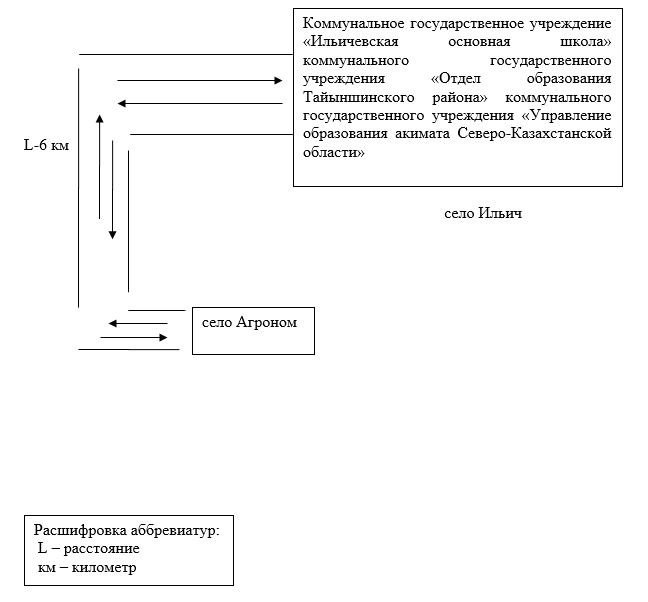 Коммунальное государственное учреждение
«Ильичевская основная школа»
коммунального государственного
учреждения «Отдел образования
Тайыншинского района» коммунального
государственного учреждения «Управление
образования акимата Северо-Казахстанской
области»
L-6 км
село Ильич
село Агроном
Расшифровка аббревиатур:
L – расстояние
км – километр